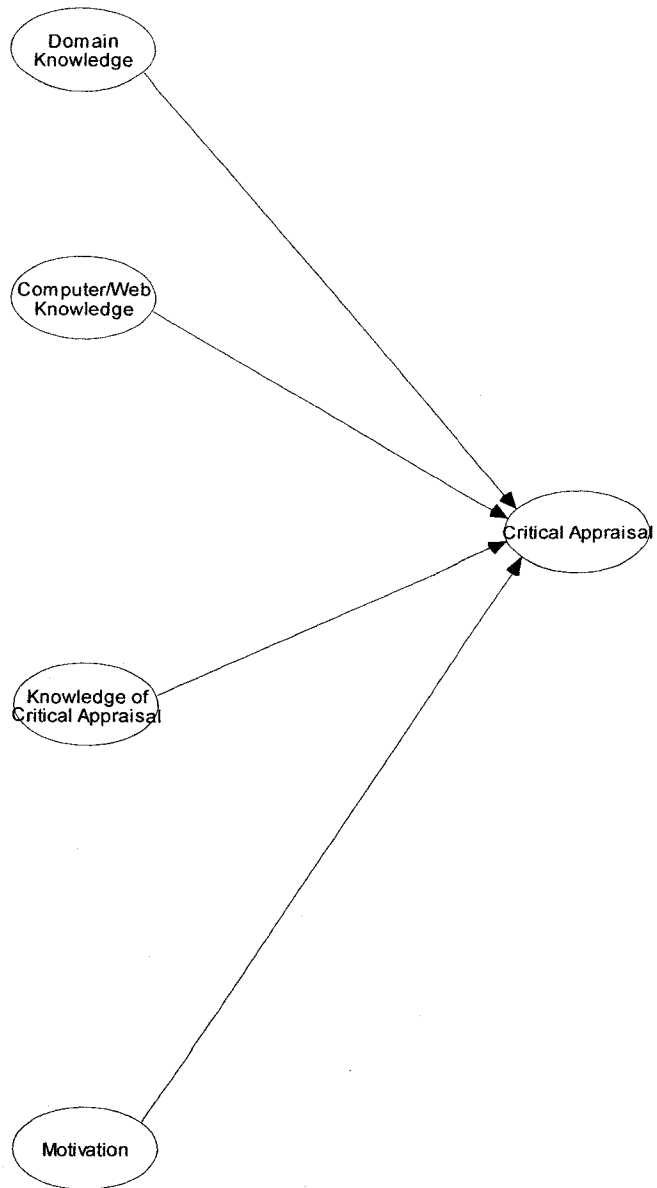 Domain
Knowledge
Computer/Web
Knowledge
Critical Appraisal
Knowledge of
Critical Appraisal
Motivation